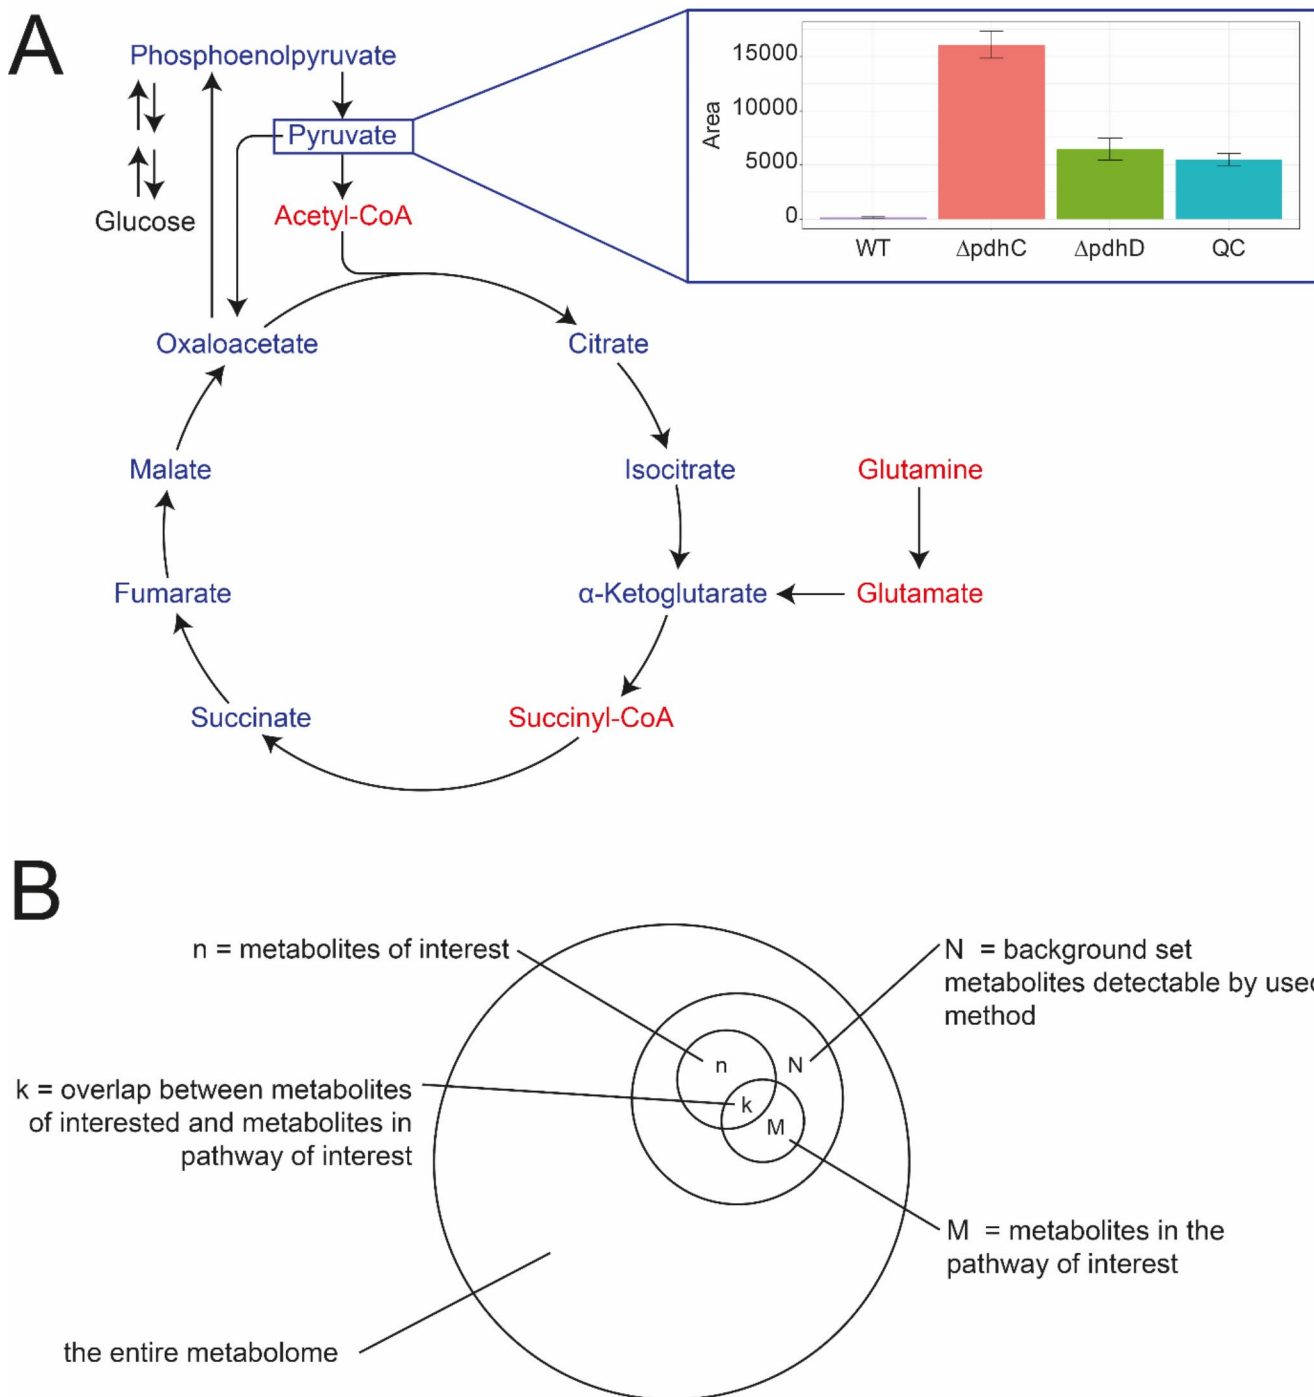 A
Phosphoenolpyruvate
Pyruvate
Acetyl-CoA
Glucose
Oxaloacetate
Citrate
Malate
Isocitrate
Glutamine
Fumarate
α-Ketoglutarate
Glutamate
Succinate
Succinyl-CoA
Area
15000
10000
5000
0
WT
ΔpdhC
ΔpdhD
QC
B
n = metabolites of interest
N = background set
metabolites detectable by used
method
n
N
k
M
k = overlap between metabolites
of interested and metabolites in
pathway of interest
M = metabolites in the
pathway of interest
the entire metabolome